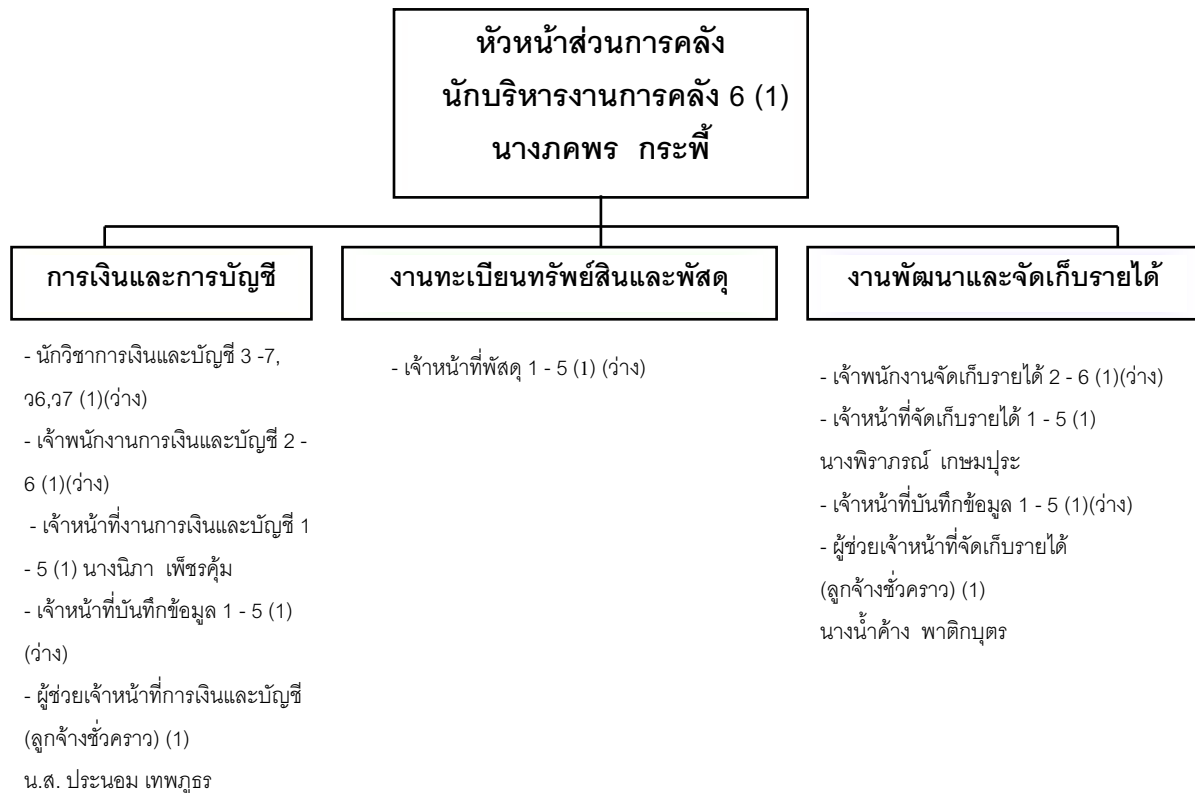 หัวหน้าส่วนการคลัง
นักบริหารงานการคลัง 6 (1)
นางภคพร กระพี้
การเงินและการบัญชี
- นักวิชาการเงินและบัญชี 3 -7,
ว6,ว7 (1)(ว่าง)
- เจ้าพนักงานการเงินและบัญชี 2 -
6 (1)(ว่าง)
- เจ้าหน้าที่งานการเงินและบัญชี 1
- 5 (1) นางนิภา เพ็ชรคุ้ม
- เจ้าหน้าที่บันทึกข้อมูล 1 - 5 (1)
(ว่าง)
- ผู้ช่วยเจ้าหน้าที่การเงินและบัญชี
(ลูกจ้างชั่วคราว) (1)
น.ส. ประนอม เทพภูธร
งานทะเบียนทรัพย์สินและพัสดุ
- เจ้าหน้าที่พัสดุ 1 - 5 (1) (ว่าง)
งานพัฒนาและจัดเก็บรายได้
- เจ้าพนักงานจัดเก็บรายได้ 2 - 6 (1)(ว่าง)
- เจ้าหน้าที่จัดเก็บรายได้ 1 - 5 (1)
นางพิราภรณ์ เกษมปุระ
- เจ้าหน้าที่บันทึกข้อมูล 1 - 5 (1)(ว่าง)
- ผู้ช่วยเจ้าหน้าที่จัดเก็บรายได้
(ลูกจ้างชั่วคราว) (1)
นางน้ำค้าง พาติกบุตร